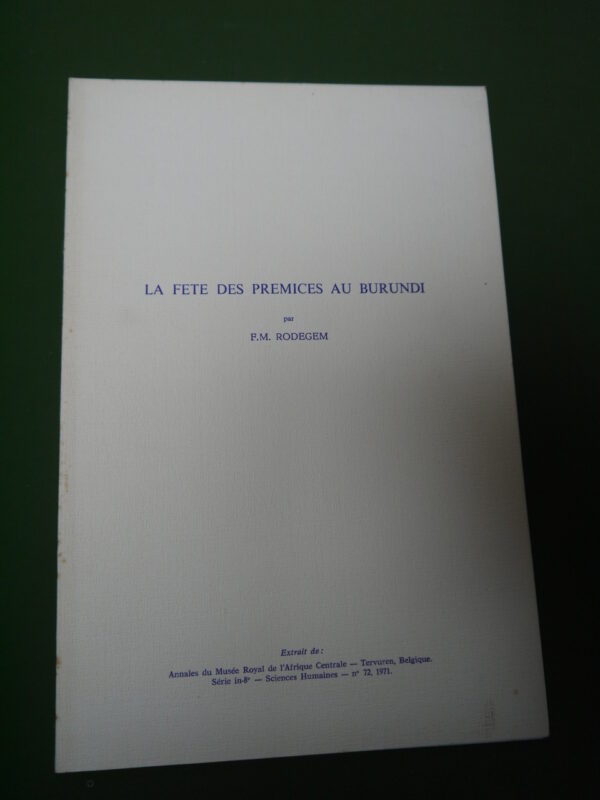 LA FETE DES PREMICES AU BURUNDI
par
F.M. RODEGEM
Extrait de :
Annales du Musée Royal de l'Afrique Centrale — Tervuren, Belgique.
Série in-8° — Sciences Humaines — n° 72, 1971.